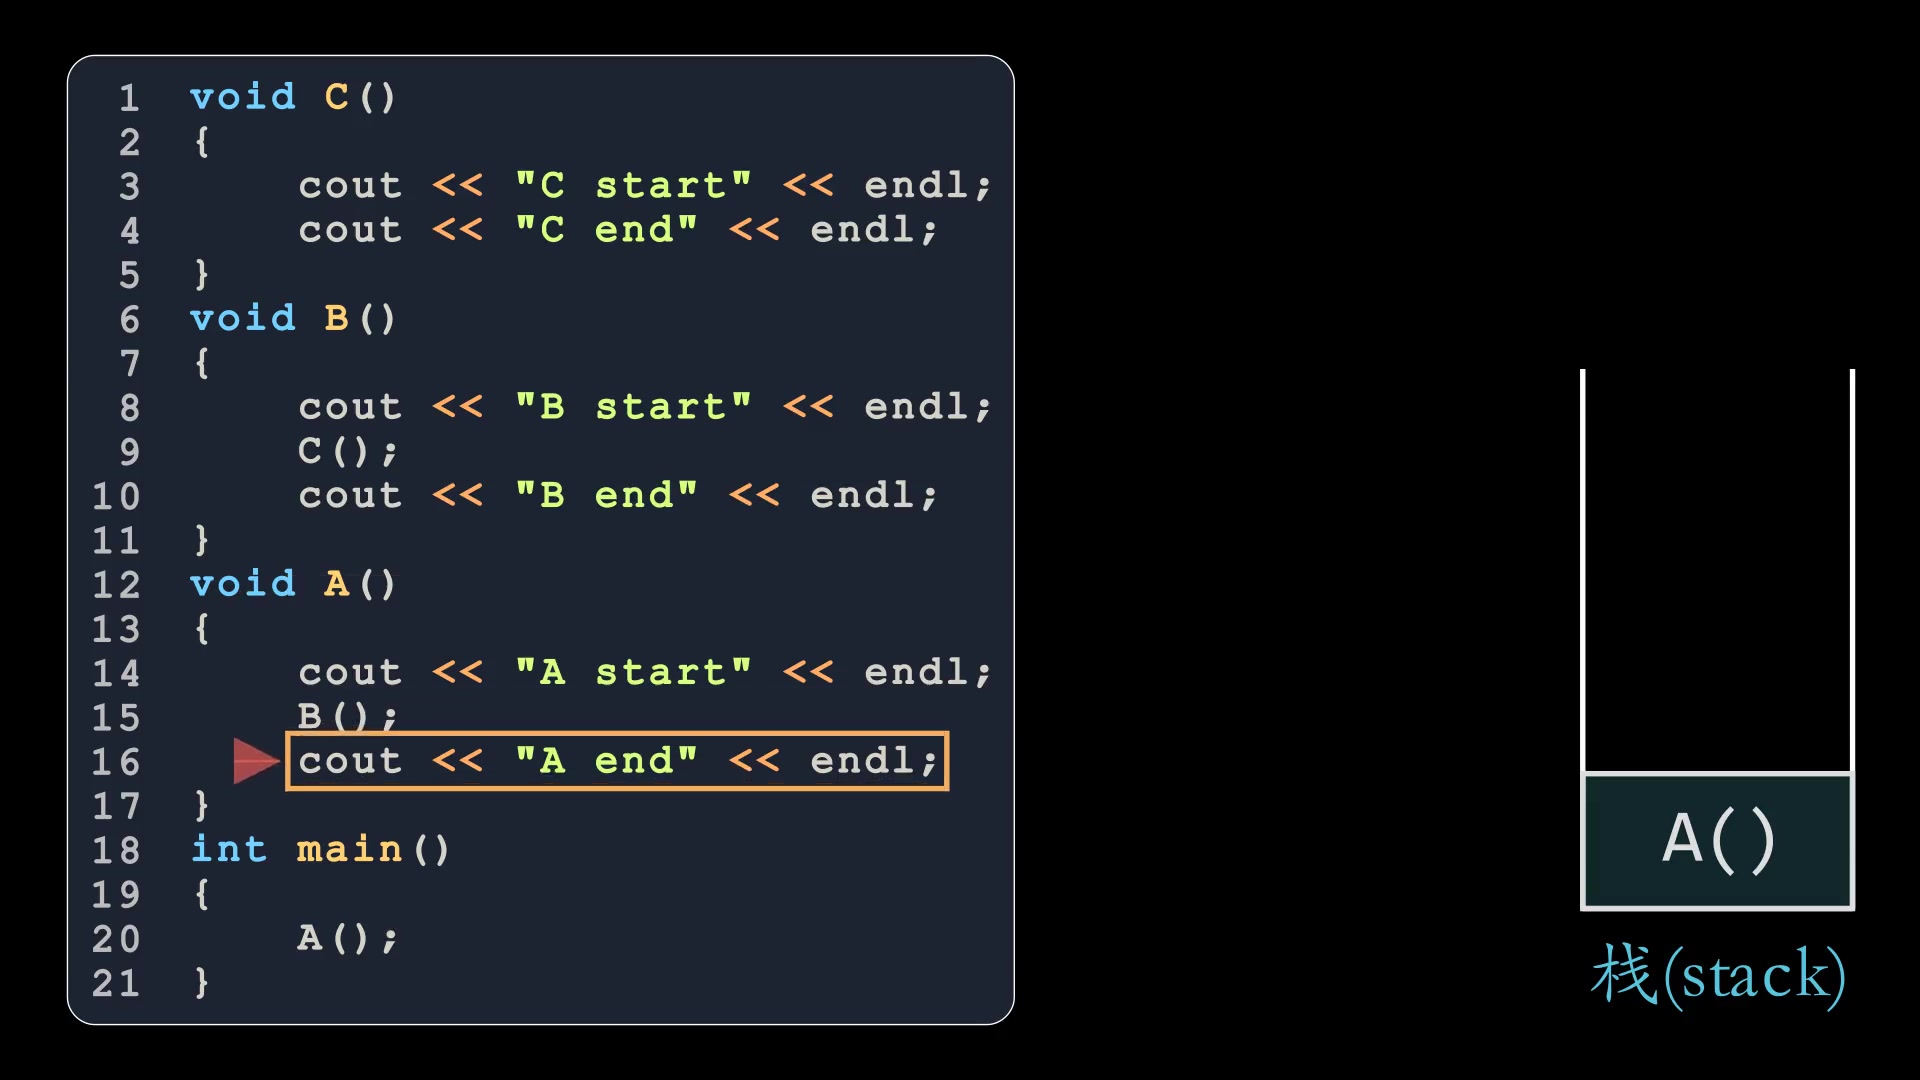 1 void C()
2 {
3     cout << "C start" << endl;
4     cout << "C end" << endl;
5 }
6 void B()
7 {
8     cout << "B start" << endl;
9     C();
10     cout << "B end" << endl;
11 }
12 void A()
13 {
14     cout << "A start" << endl;
15     B();
16     cout << "A end" << endl;
17 }
18 int main()
19 {
20     A();
21 }
A()
栈(stack)